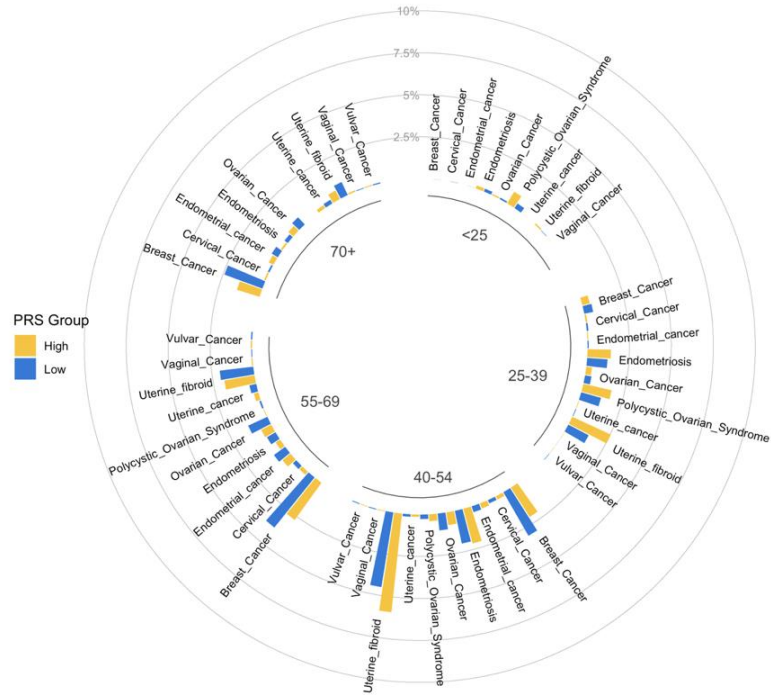 10%
7.5%
5%
2.5%
Breast_Cancer
Cervical_Cancer
Endometrial_cancer
Endometriosis
Ovarian_Cancer
Polycystic_Ovarian_Syndrome
Uterine_cancer
Uterine_fibroid
Vaginal_Cancer
<25
Breast_Cancer
Cervical_Cancer
Endometrial_cancer
Endometriosis
Ovarian_Cancer
Polycystic_Ovarian_Syndrome
Uterine_cancer
Uterine_fibroid
Vaginal_Cancer
Vulvar_Cancer
25-39
Breast_Cancer
Cervical_Cancer
Endometrial_cancer
Endometriosis
Ovarian_Cancer
Polycystic_Ovarian_Syndrome
Uterine_cancer
Uterine_fibroid
Vaginal_Cancer
Vulvar_Cancer
40-54
Breast_Cancer
Cervical_Cancer
Endometrial_cancer
Endometriosis
Ovarian_Cancer
Polycystic_Ovarian_Syndrome
Uterine_cancer
Uterine_fibroid
Vaginal_Cancer
Vulvar_Cancer
55-69
Breast_Cancer
Cervical_Cancer
Endometrial_cancer
Endometriosis
Ovarian_Cancer
Uterine_cancer
Uterine_fibroid
Vaginal_Cancer
Vulvar_Cancer
70+
PRS Group
High
Low